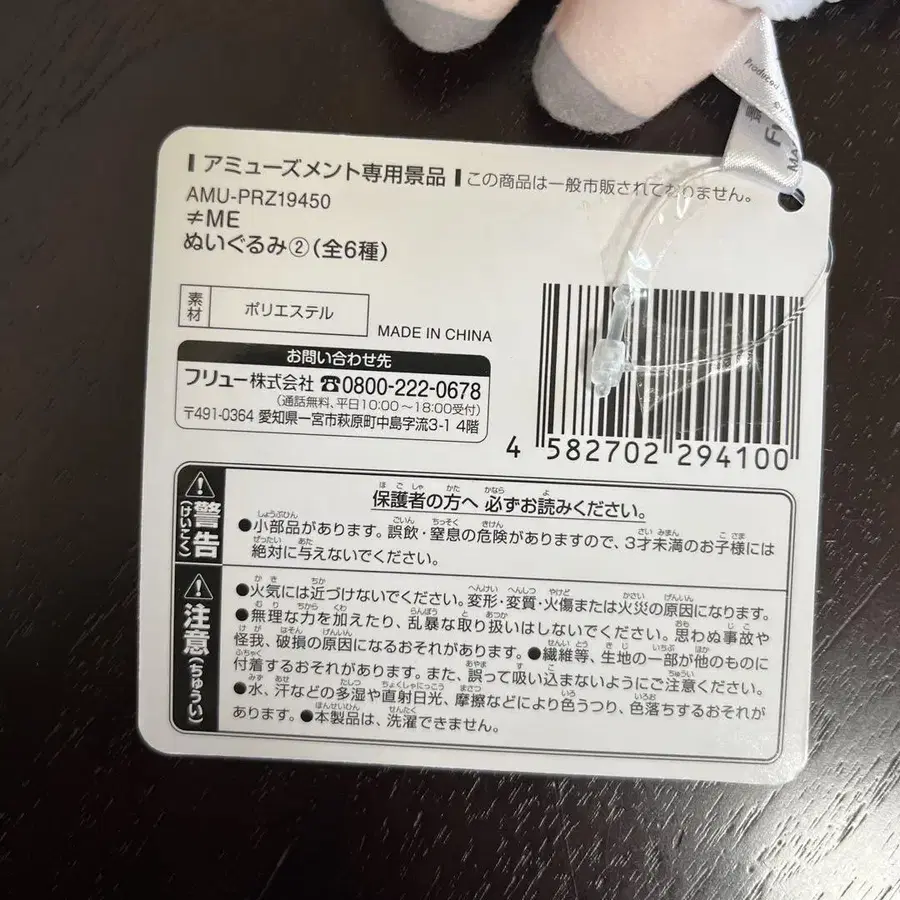 アミューズメント専用景品 この商品は一般市販されておりません。
AMU-PRZ19450
≠ME
ぬいぐるみ②(全6種)
素材 ポリエステル
MADE IN CHINA
お問い合わせ先
フリュー株式会社 ☎0800-222-0678
(通話無料、平日10:00～18:00受付)
〒491-0364 愛知県一宮市萩原町中島字流3-1 4階
4 582702 294100
⚠警告(けいこく)
保護者の方へ 必ずお読みください。
●小部品があります。誤飲・窒息の危険がありますので、3才未満のお子様には
絶対に与えないでください。
⚠注意(ちゅうい)
●火気には近づけないでください。変形・変質・火傷または火災の原因になります。
●無理な力を加えたり、乱暴な取り扱いはしないでください。思わぬ事故や
怪我、破損の原因になるおそれがあります。●繊維等、生地の一部が他のものに
付着するおそれがあります。また、誤って吸い込まないようにご注意ください。
●水、汗などの多湿や直射日光、摩擦などにより色うつり、色落ちするおそれが
あります。●本製品は、洗濯できません。
Produced